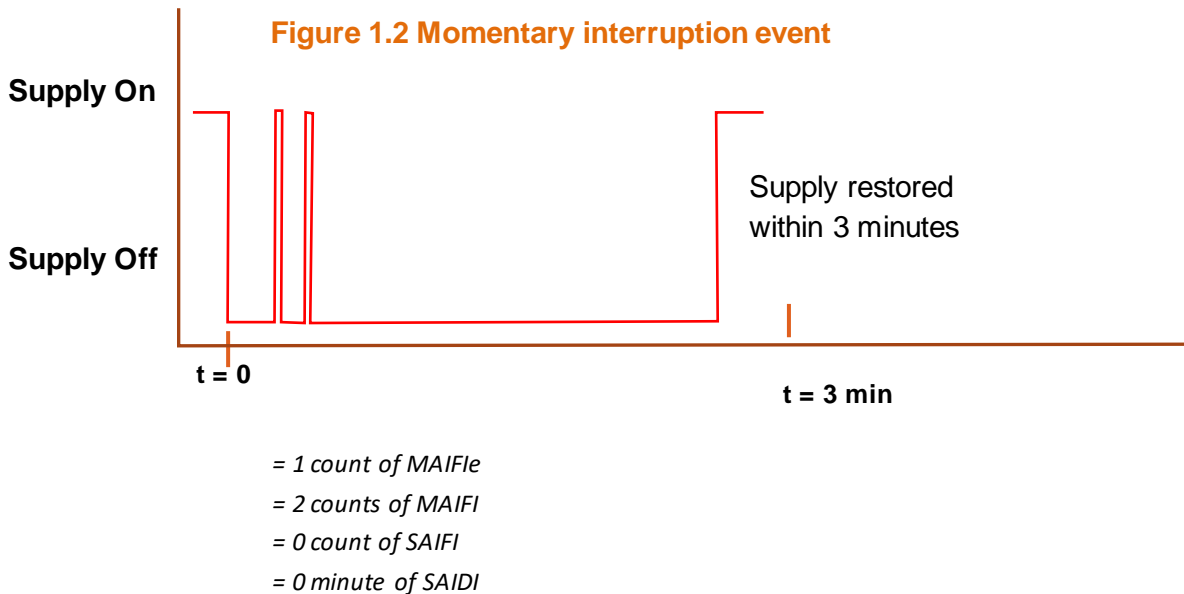 Figure 1.2 Momentary interruption event
Supply On
Supply restored
within 3 minutes
Supply Off
t = 0
t = 3 min
= 1 count of MAIFIe
= 2 counts of MAIFI
= 0 count of SAIFI
= 0 minute of SAIDI